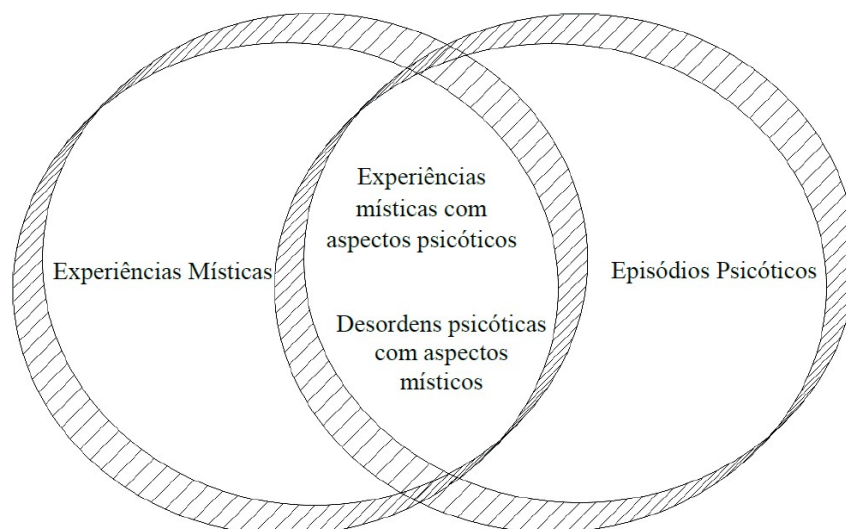 Experiências
místicas com
aspectos psicóticos
Experiências Místicas
Episódios Psicóticos
Desordens psicóticas
com aspectos
místicos